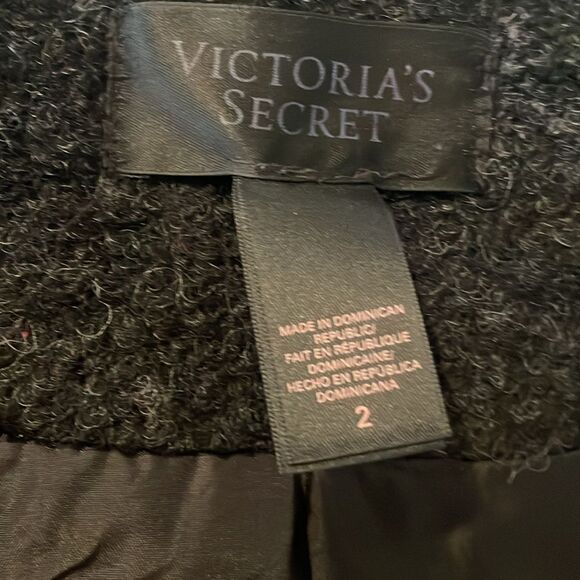 VICTORIA'S
SECRET
MADE IN DOMINICAN
REPUBLIC/
FAIT EN RÉPUBLIQUE
DOMINICAINE/
HECHO EN REPÚBLICA
DOMINICANA
2